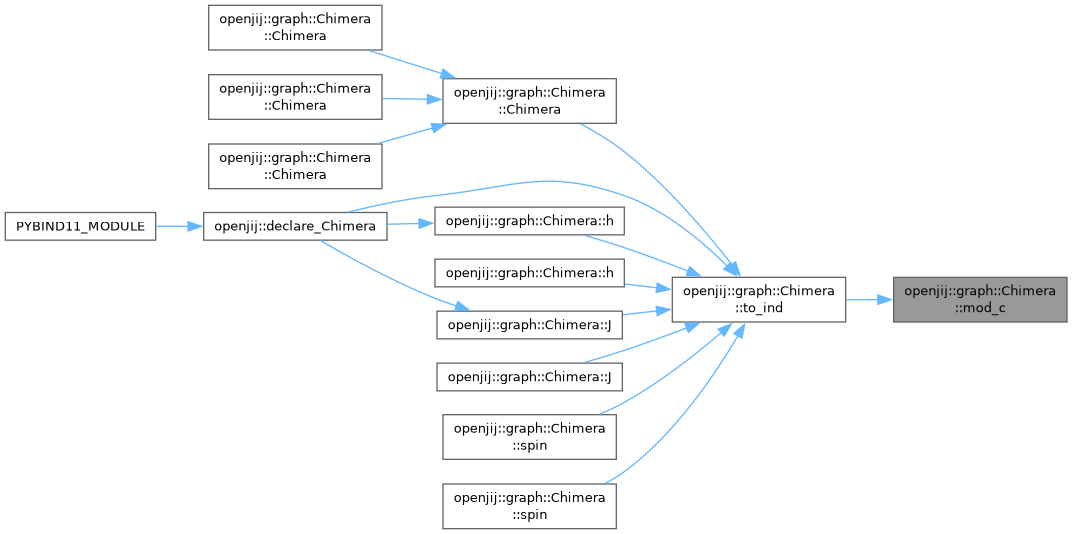 openjij::graph::Chimera
::Chimera
openjij::graph::Chimera
::Chimera
openjij::graph::Chimera
::Chimera
openjij::graph::Chimera
::Chimera
PYBIND11_MODULE
openjij::declare_Chimera
openjij::graph::Chimera::h
openjij::graph::Chimera::h
openjij::graph::Chimera::J
openjij::graph::Chimera::J
openjij::graph::Chimera
::spin
openjij::graph::Chimera
::spin
openjij::graph::Chimera
::to_ind
openjij::graph::Chimera
::mod_c